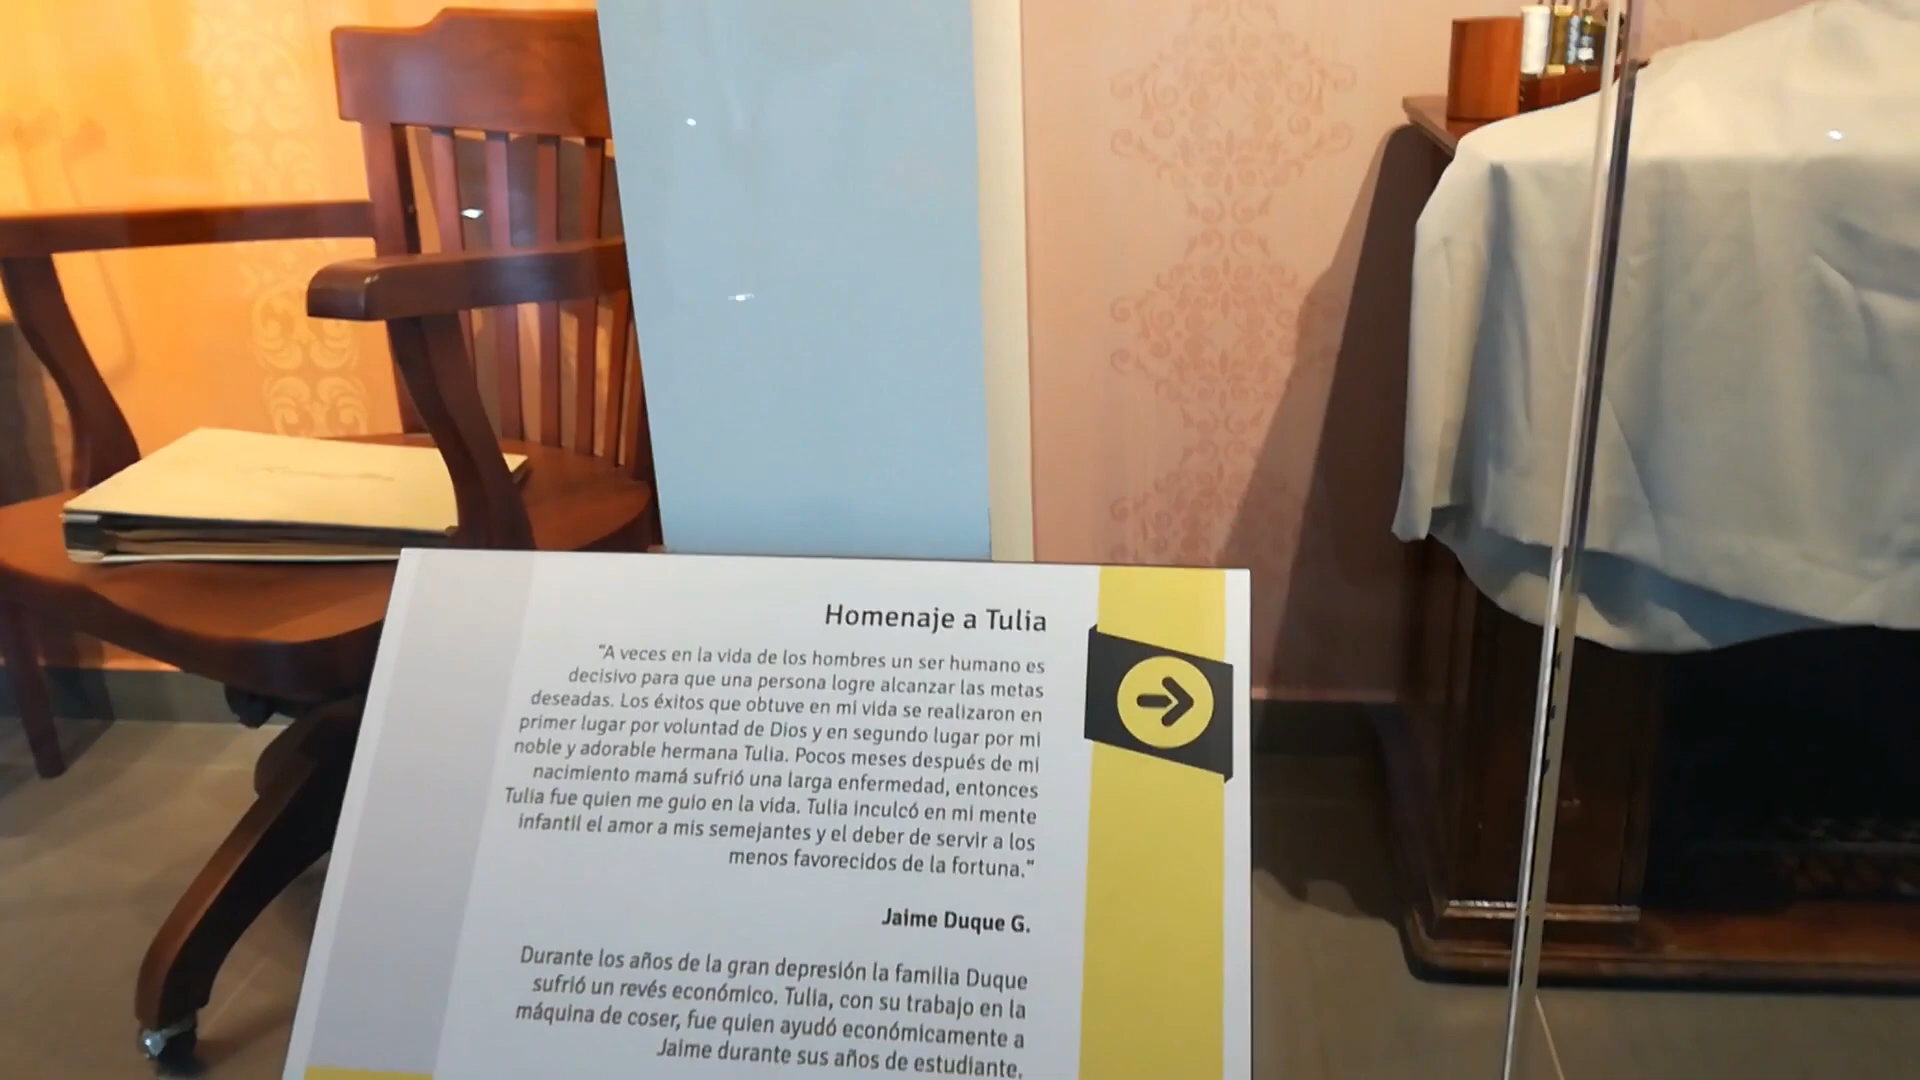 Homenaje a Tulia
"A veces en la vida de los hombres un ser humano es
decisivo para que una persona logre alcanzar las metas
deseadas. Los éxitos que obtuve en mi vida se realizaron en
primer lugar por voluntad de Dios y en segundo lugar por mi
noble y adorable hermana Tulia. Pocos meses después de mi
nacimiento mamá sufrió una larga enfermedad, entonces
Tulia fue quien me guio en la vida. Tulia inculcó en mi mente
infantil el amor a mis semejantes y el deber de servir a los
menos favorecidos de la fortuna."
Jaime Duque G.
Durante los años de la gran depresión la familia Duque
sufrió un revés económico. Tulia, con su trabajo en la
máquina de coser, fue quien ayudó económicamente a
Jaime durante sus años de estudiante.